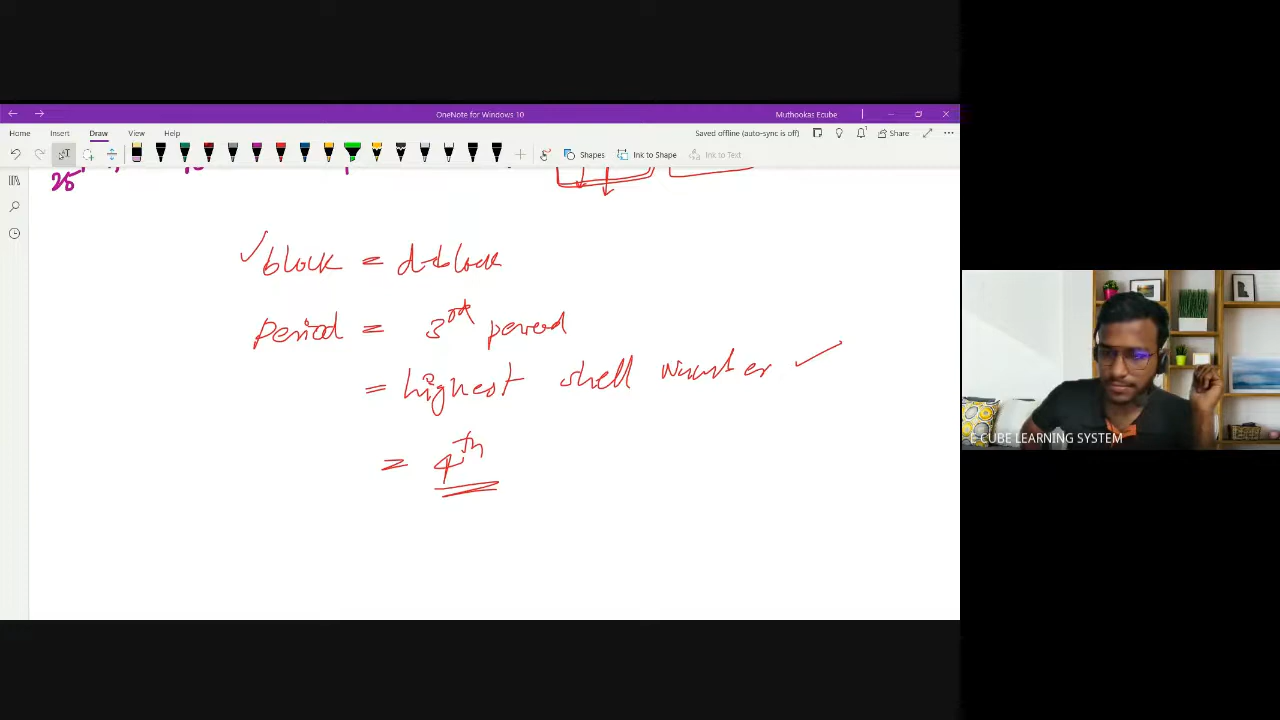 OneNote for Windows 10
Muthookas Ecube
Home Insert Draw View Help
Saved offline (auto-sync is off)
Share
Shapes
Ink to Shape
Ink to Text
25
block = d-block
Period = 3rd period
= highest shell number
= 4th
E CUBE LEARNING SYSTEM